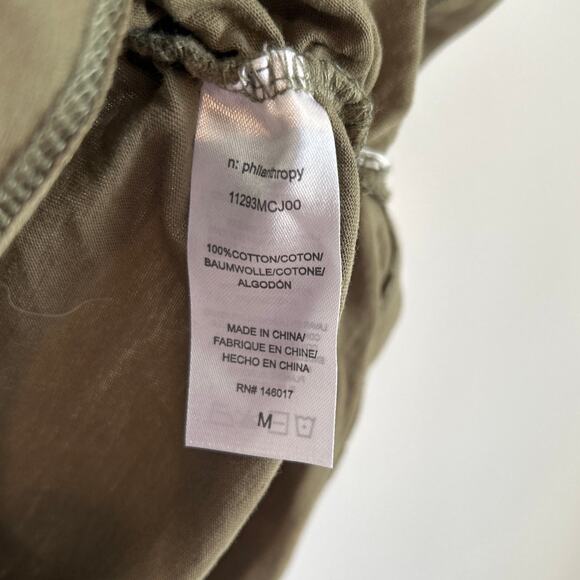 n: philanthropy
11293MCJ00
100%COTTON/COTON/
BAUMWOLLE/COTONE/
ALGODÓN
MADE IN CHINA/
FABRIQUE EN CHINE/
HECHO EN CHINA
RN# 146017
M